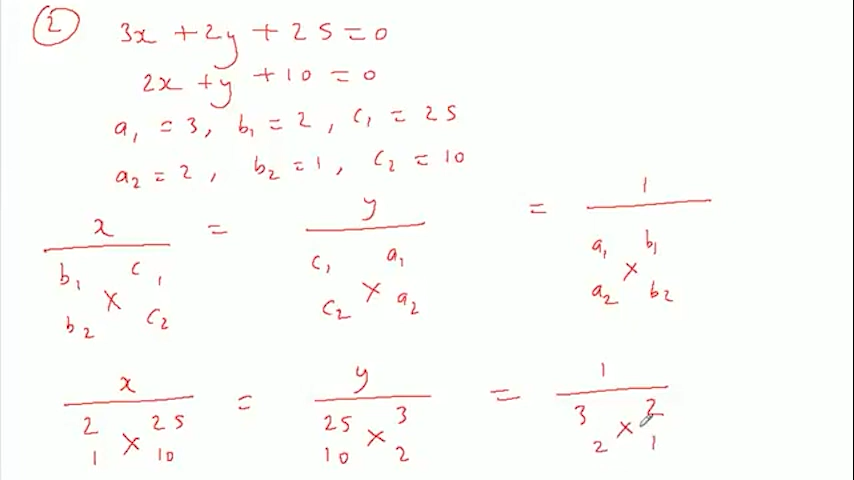 2 3x + 2y + 25 = 0
2x + y + 10 = 0
a₁ = 3, b₁ = 2, c₁ = 25
a₂ = 2, b₂ = 1, c₂ = 10
x = y = 1
b₁ c₁ c₁ a₁ a₁ b₁
× × ×
b₂ c₂ c₂ a₂ a₂ b₂
x = y = 1
2 25 25 3 3 2
× × ×
1 10 10 2 2 1